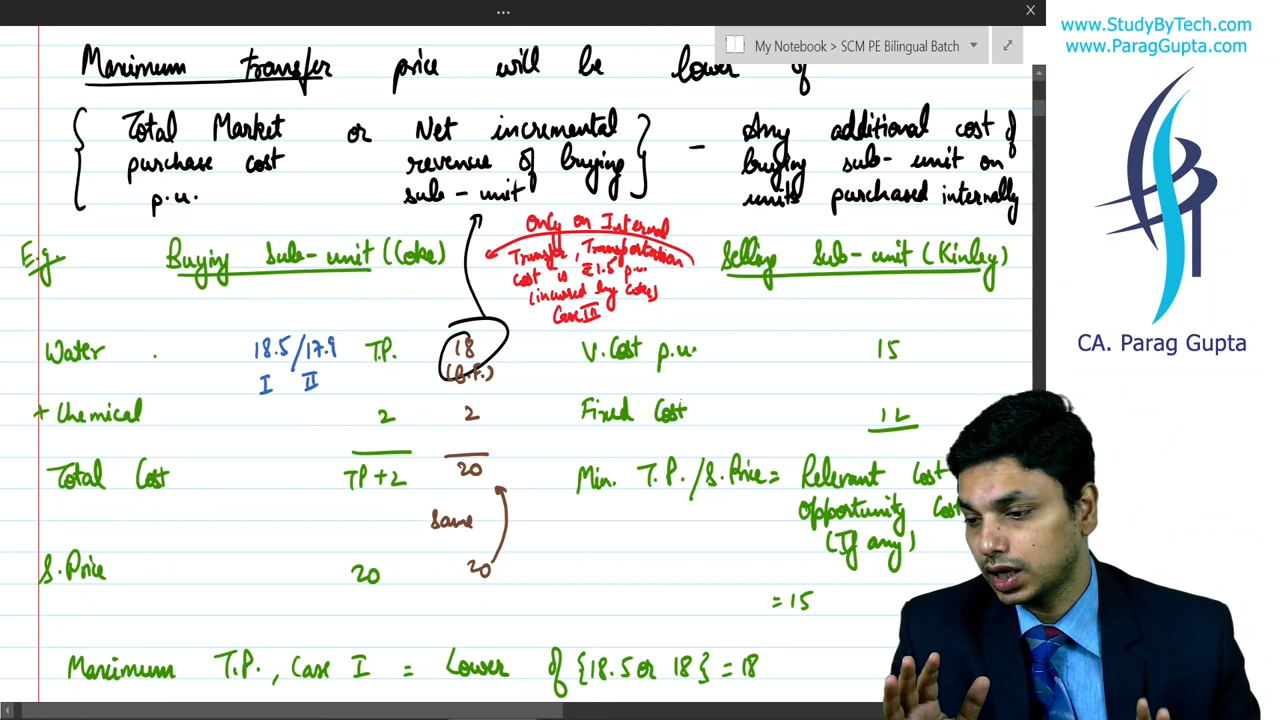 ...
My Notebook > SCM PE Bilingual Batch
www.StudyByTech.com
www.ParagGupta.com
Maximum transfer price will be lower of
{ Total Market purchase cost p.u. or Net incremental revenue of buying sub-unit } - Any additional cost of buying sub-unit on units purchased internally
Only on Internal
Transfer, Transportation
cost is ₹1.5 p.u.
(incurred by Coke)
Case III
E.g. Buying Sub-unit (Coke) Selling Sub-unit (Kinley)
Water 18.5/17.9 T.P. 18 V. Cost p.u. 15
I II (B.F.)
+ Chemical 2 2 Fixed Cost 12
Total Cost TP+2 20 Min. T.P./S.Price = Relevant Cost
opportunity Cost
(If any)
Same
S.Price 20 20
= 15
Maximum T.P., Case I = Lower of {18.5 or 18} = 18
CA. Parag Gupta